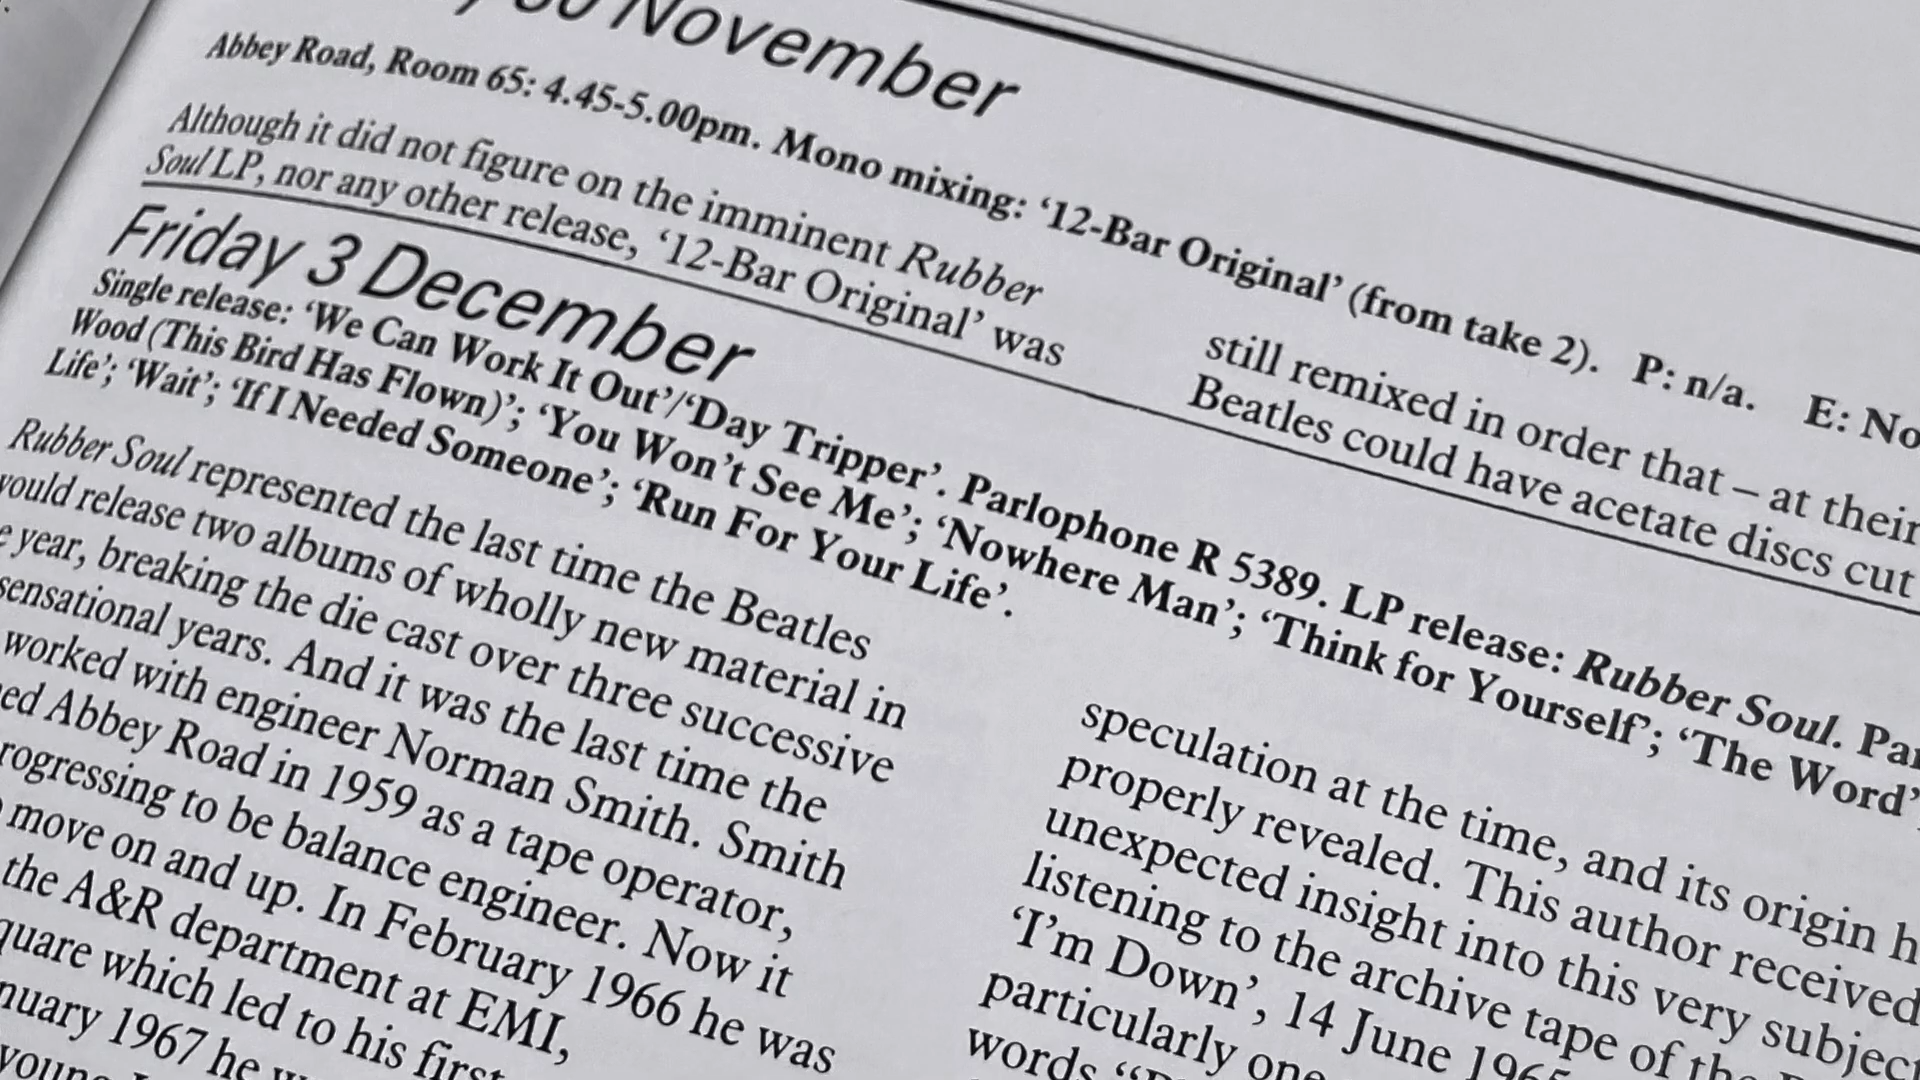 30 November
Abbey Road, Room 65: 4.45-5.00pm. Mono mixing: ‘12-Bar Original’ (from take 2). P: n/a. E: No
Although it did not figure on the imminent Rubber
Soul LP, nor any other release, ‘12-Bar Original’ was
still remixed in order that – at their
Beatles could have acetate discs cut
Friday 3 December
Single release: ‘We Can Work It Out’/‘Day Tripper’. Parlophone R 5389. LP release: Rubber Soul. Par
Wood (This Bird Has Flown)’; ‘You Won’t See Me’; ‘Nowhere Man’; ‘Think for Yourself’; ‘The Word’;
Life’; ‘Wait’; ‘If I Needed Someone’; ‘Run For Your Life’.
Rubber Soul represented the last time the Beatles
would release two albums of wholly new material in
year, breaking the die cast over three successive
sensational years. And it was the last time the
worked with engineer Norman Smith. Smith
ed Abbey Road in 1959 as a tape operator,
rogressing to be balance engineer. Now it
move on and up. In February 1966 he was
the A&R department at EMI,
quare which led to his first
nuary 1967 he
young
speculation at the time, and its origin h
properly revealed. This author received
unexpected insight into this very subject
listening to the archive tape of the
‘I’m Down’, 14 June 1965
particularly one
words